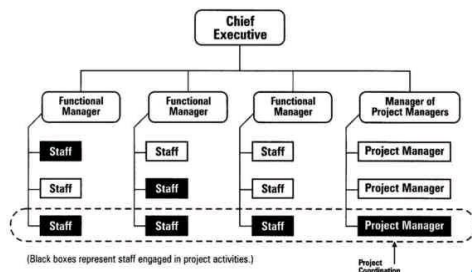 Chief
Executive
Functional
Manager
Functional
Manager
Functional
Manager
Manager of
Project Managers
Staff
Staff
Staff
Project Manager
Staff
Staff
Staff
Project Manager
Staff
Staff
Staff
Project Manager
(Black boxes represent staff engaged in project activities.)
Project
Coordination